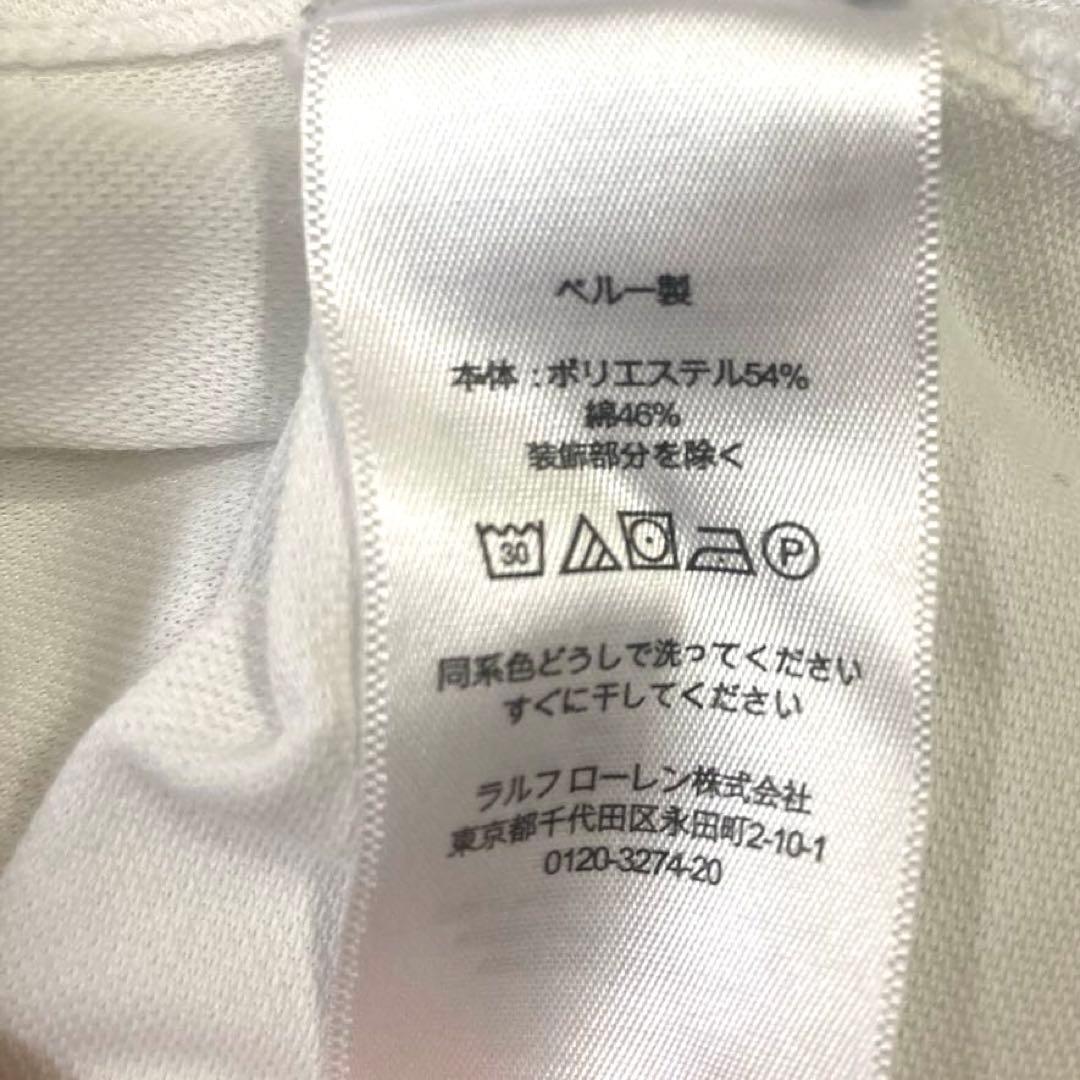 ペルー製
本体 : ポリエステル54%
綿46%
装飾部分を除く
30 P
同系色どうしで洗ってください
すぐに干してください
ラルフ ローレン株式会社
東京都千代田区永田町2-10-1
0120-3274-20